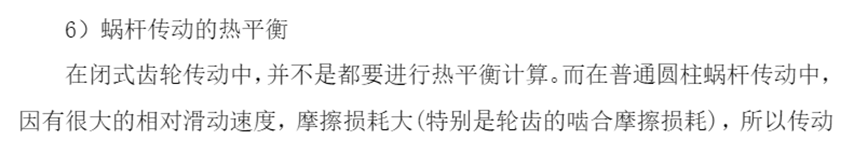 6）蜗杆传动的热平衡
在闭式齿轮传动中，并不是都要进行热平衡计算。而在普通圆柱蜗杆传动中，
因有很大的相对滑动速度，摩擦损耗大(特别是轮齿的啮合摩擦损耗)，所以传动